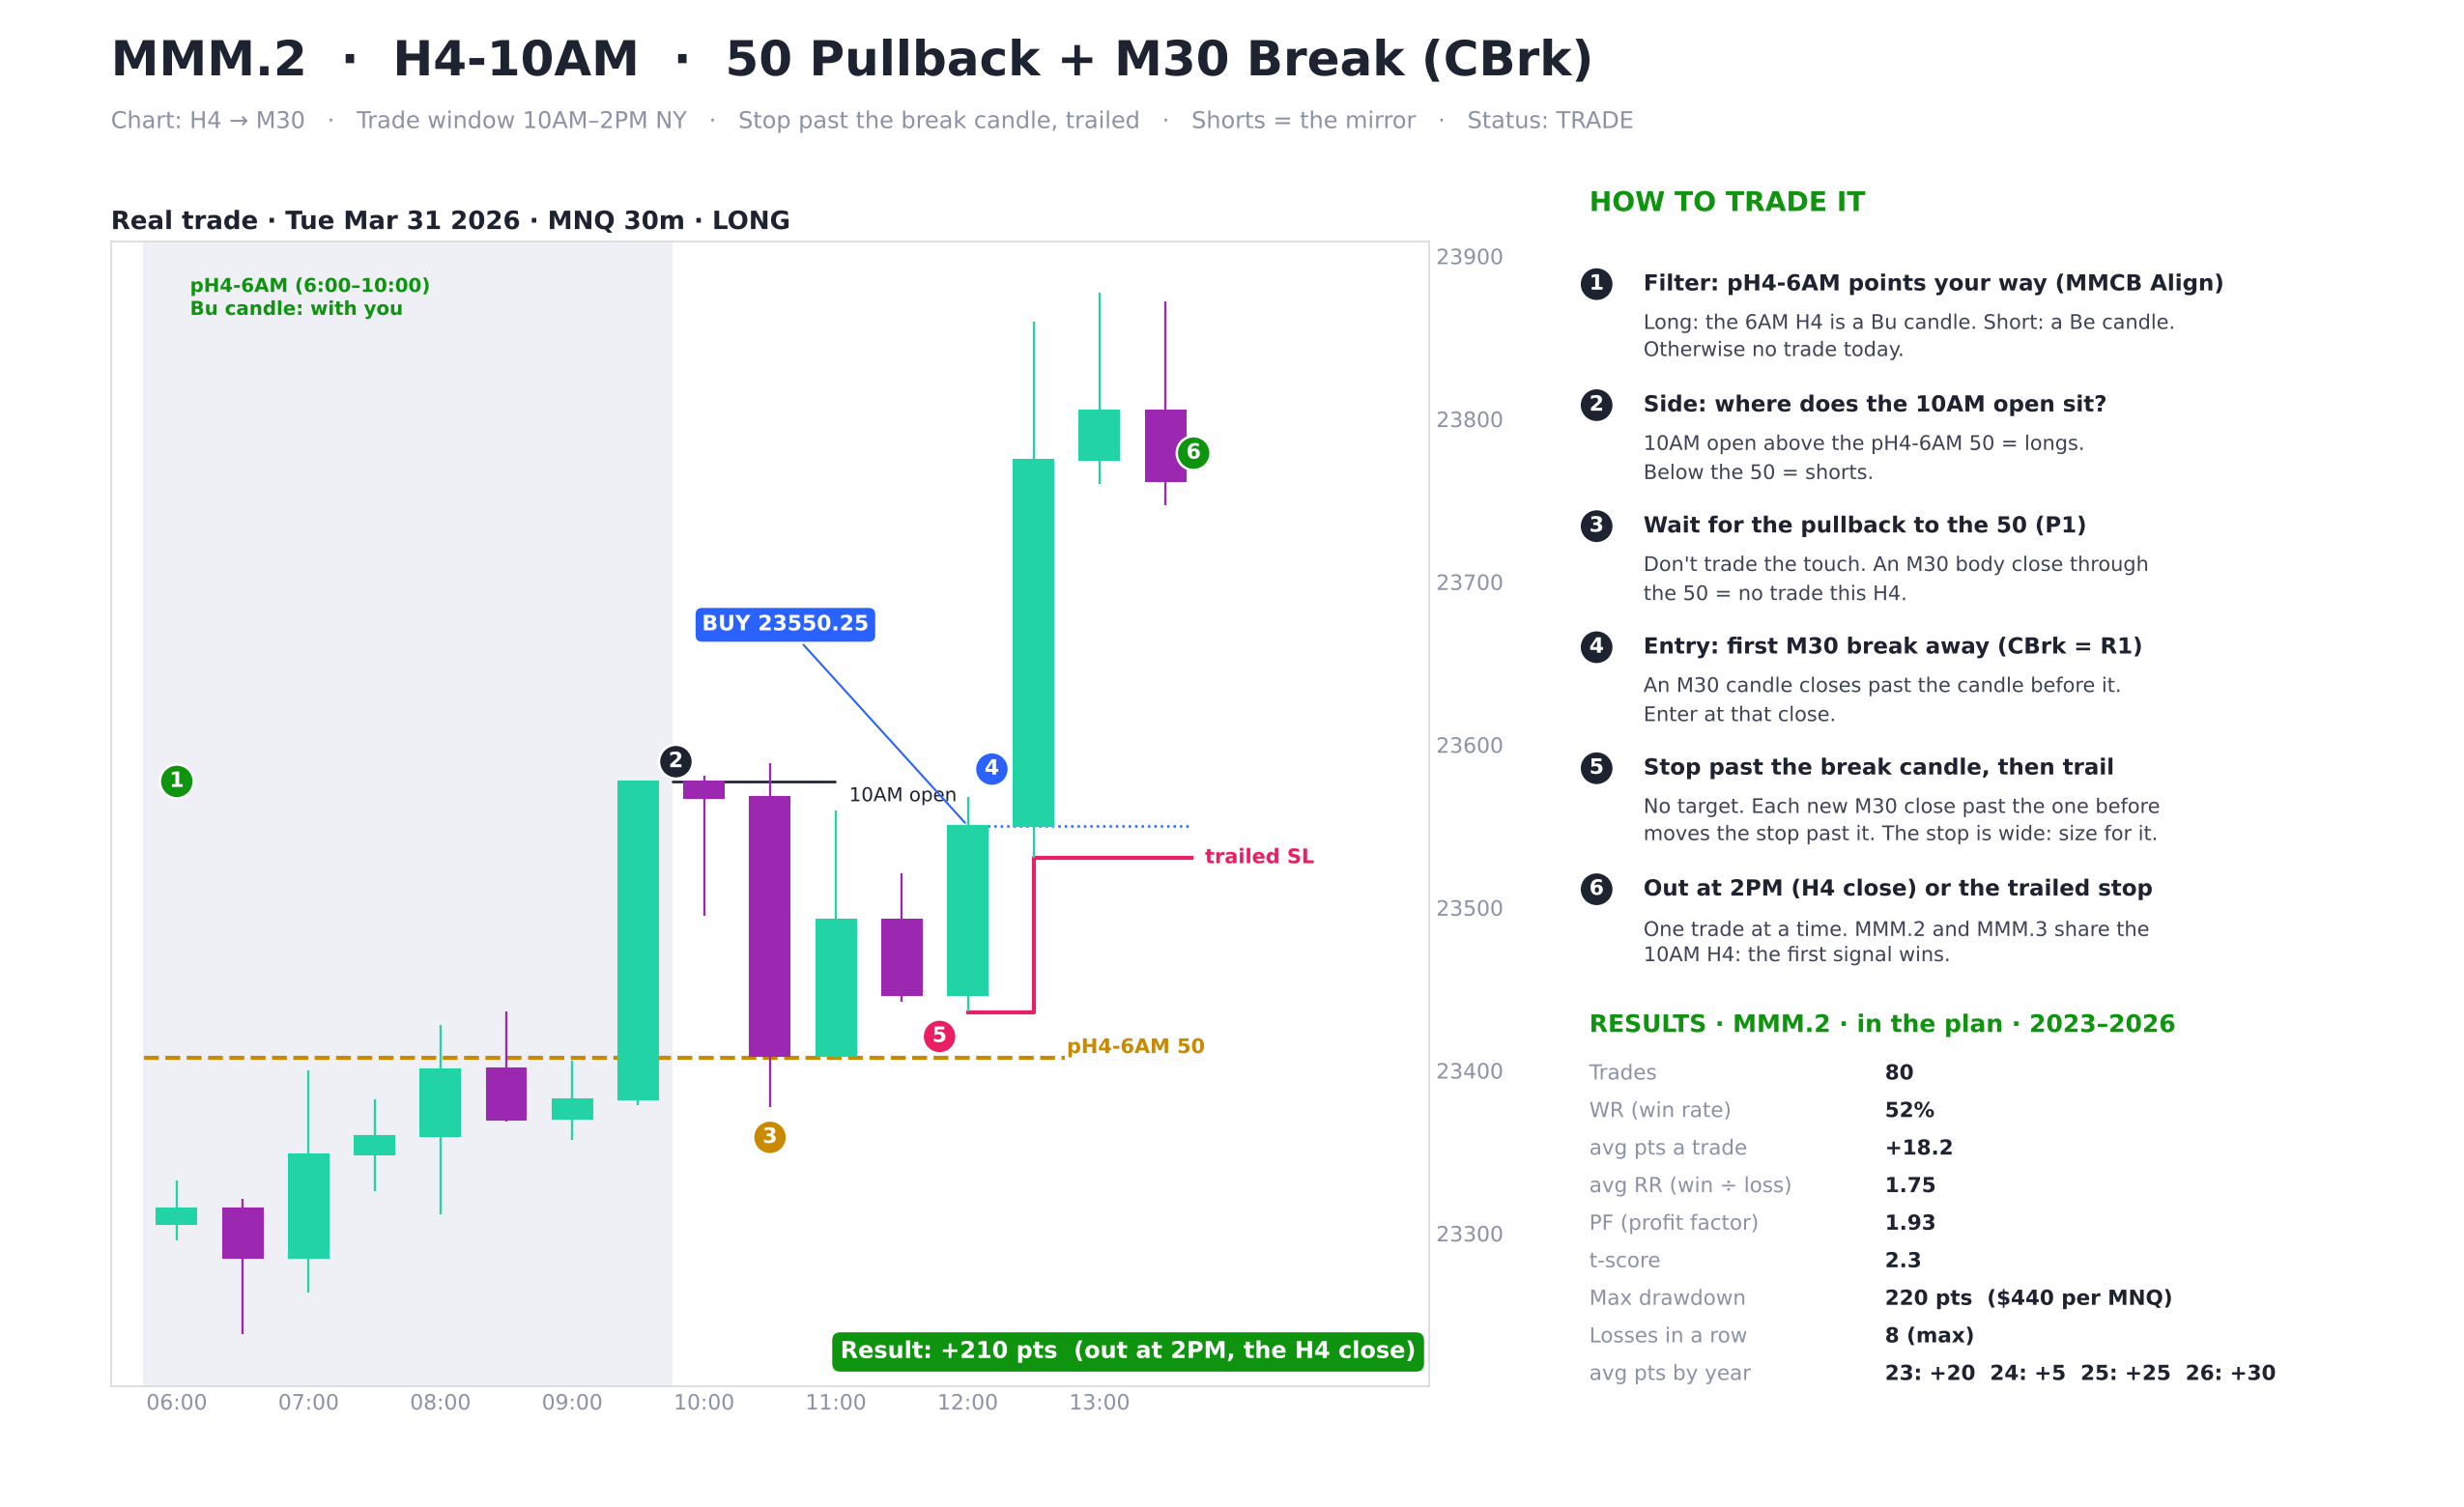 MMM.2 · H4-10AM · 50 Pullback + M30 Break (CBrk)
Chart: H4 → M30 · Trade window 10AM–2PM NY · Stop past the break candle, trailed · Shorts = the mirror · Status: TRADE
Real trade · Tue Mar 31 2026 · MNQ 30m · LONG
pH4-6AM (6:00–10:00)
Bu candle: with you
23900
23800
6
23700
BUY 23550.25
23600
2
4
1
10AM open
trailed SL
23500
5
pH4-6AM 50
23400
3
23300
Result: +210 pts (out at 2PM, the H4 close)
06:00 07:00 08:00 09:00 10:00 11:00 12:00 13:00
HOW TO TRADE IT
1 Filter: pH4-6AM points your way (MMCB Align)
Long: the 6AM H4 is a Bu candle. Short: a Be candle.
Otherwise no trade today.
2 Side: where does the 10AM open sit?
10AM open above the pH4-6AM 50 = longs.
Below the 50 = shorts.
3 Wait for the pullback to the 50 (P1)
Don't trade the touch. An M30 body close through
the 50 = no trade this H4.
4 Entry: first M30 break away (CBrk = R1)
An M30 candle closes past the candle before it.
Enter at that close.
5 Stop past the break candle, then trail
No target. Each new M30 close past the one before
moves the stop past it. The stop is wide: size for it.
6 Out at 2PM (H4 close) or the trailed stop
One trade at a time. MMM.2 and MMM.3 share the
10AM H4: the first signal wins.
RESULTS · MMM.2 · in the plan · 2023–2026
Trades 80
WR (win rate) 52%
avg pts a trade +18.2
avg RR (win ÷ loss) 1.75
PF (profit factor) 1.93
t-score 2.3
Max drawdown 220 pts ($440 per MNQ)
Losses in a row 8 (max)
avg pts by year 23: +20 24: +5 25: +25 26: +30